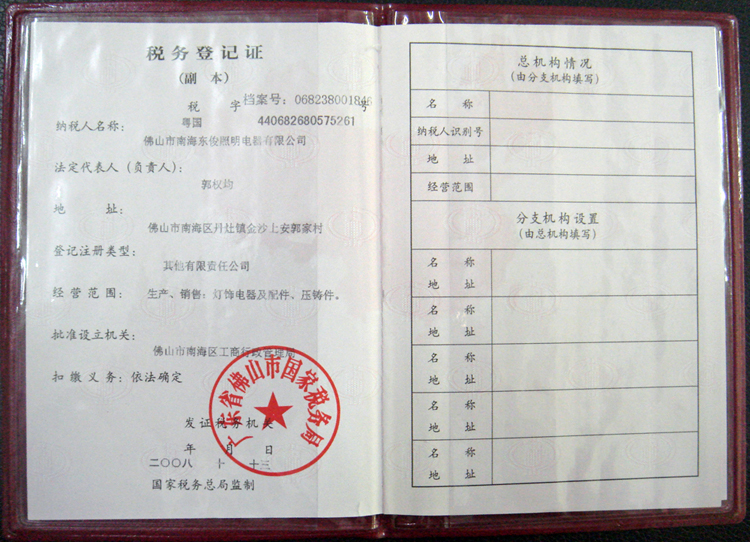 税务登记证
(副 本)
税 字 档案号：068238001845 号
粤国 440682680575261
纳税人名称：
佛山市南海东俊照明电器有限公司
法定代表人（负责人）：
郭权钧
地 址：
佛山市南海区丹灶镇金沙上安郭家村
登记注册类型：
其他有限责任公司
经营范围： 生产、销售：灯饰电器及配件、压铸件。
批准设立机关：
佛山市南海区工商行政管理局
扣缴义务：依法确定
广东省佛山市国家税务局
发证税务机关
年 月 日
二〇〇八 十 十三
国家税务总局监制
总机构情况
(由分支机构填写)
名 称
纳税人识别号
地 址
经营范围
分支机构设置
(由总机构填写)
名 称
地 址
名 称
地 址
名 称
地 址
名 称
地 址
名 称
地 址